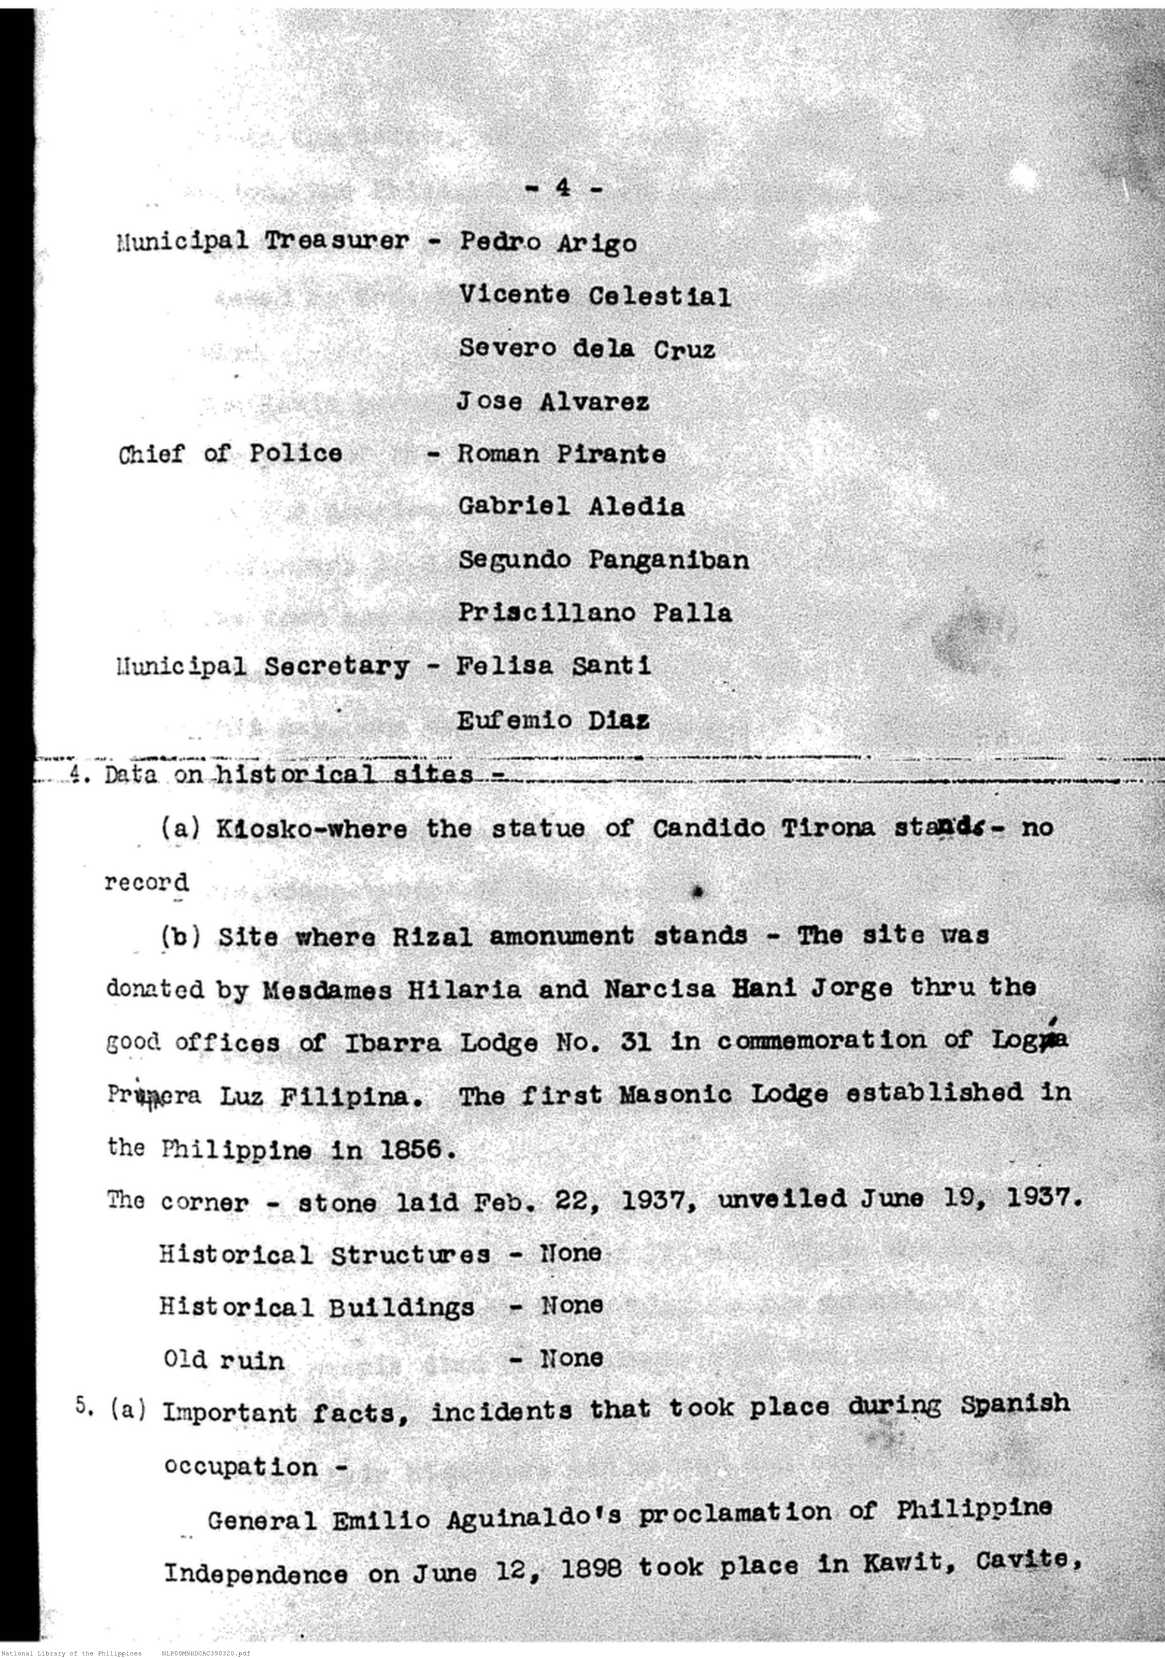 - 4 -
Municipal Treasurer - Pedro Arigo
Vicente Celestial
Severo dela Cruz
Jose Alvarez
Chief of Police - Roman Pirante
Gabriel Aledia
Segundo Panganiban
Priscillano Palla
Municipal Secretary - Felisa Santi
Eufemio Diaz
4. Data on historical sites -
(a) Kiosko-where the statue of Candido Tirona stands- no
record
(b) Site where Rizal amonument stands - The site was
donated by Mesdames Hilaria and Narcisa Hani Jorge thru the
good offices of Ibarra Lodge No. 31 in commemoration of Logia
Primera Luz Filipina. The first Masonic Lodge established in
the Philippine in 1856.
The corner - stone laid Feb. 22, 1937, unveiled June 19, 1937.
Historical Structures - None
Historical Buildings - None
Old ruin - None
5. (a) Important facts, incidents that took place during Spanish
occupation -
General Emilio Aguinaldo's proclamation of Philippine
Independence on June 12, 1898 took place in Kawit, Cavite,
National Library of the Philippines